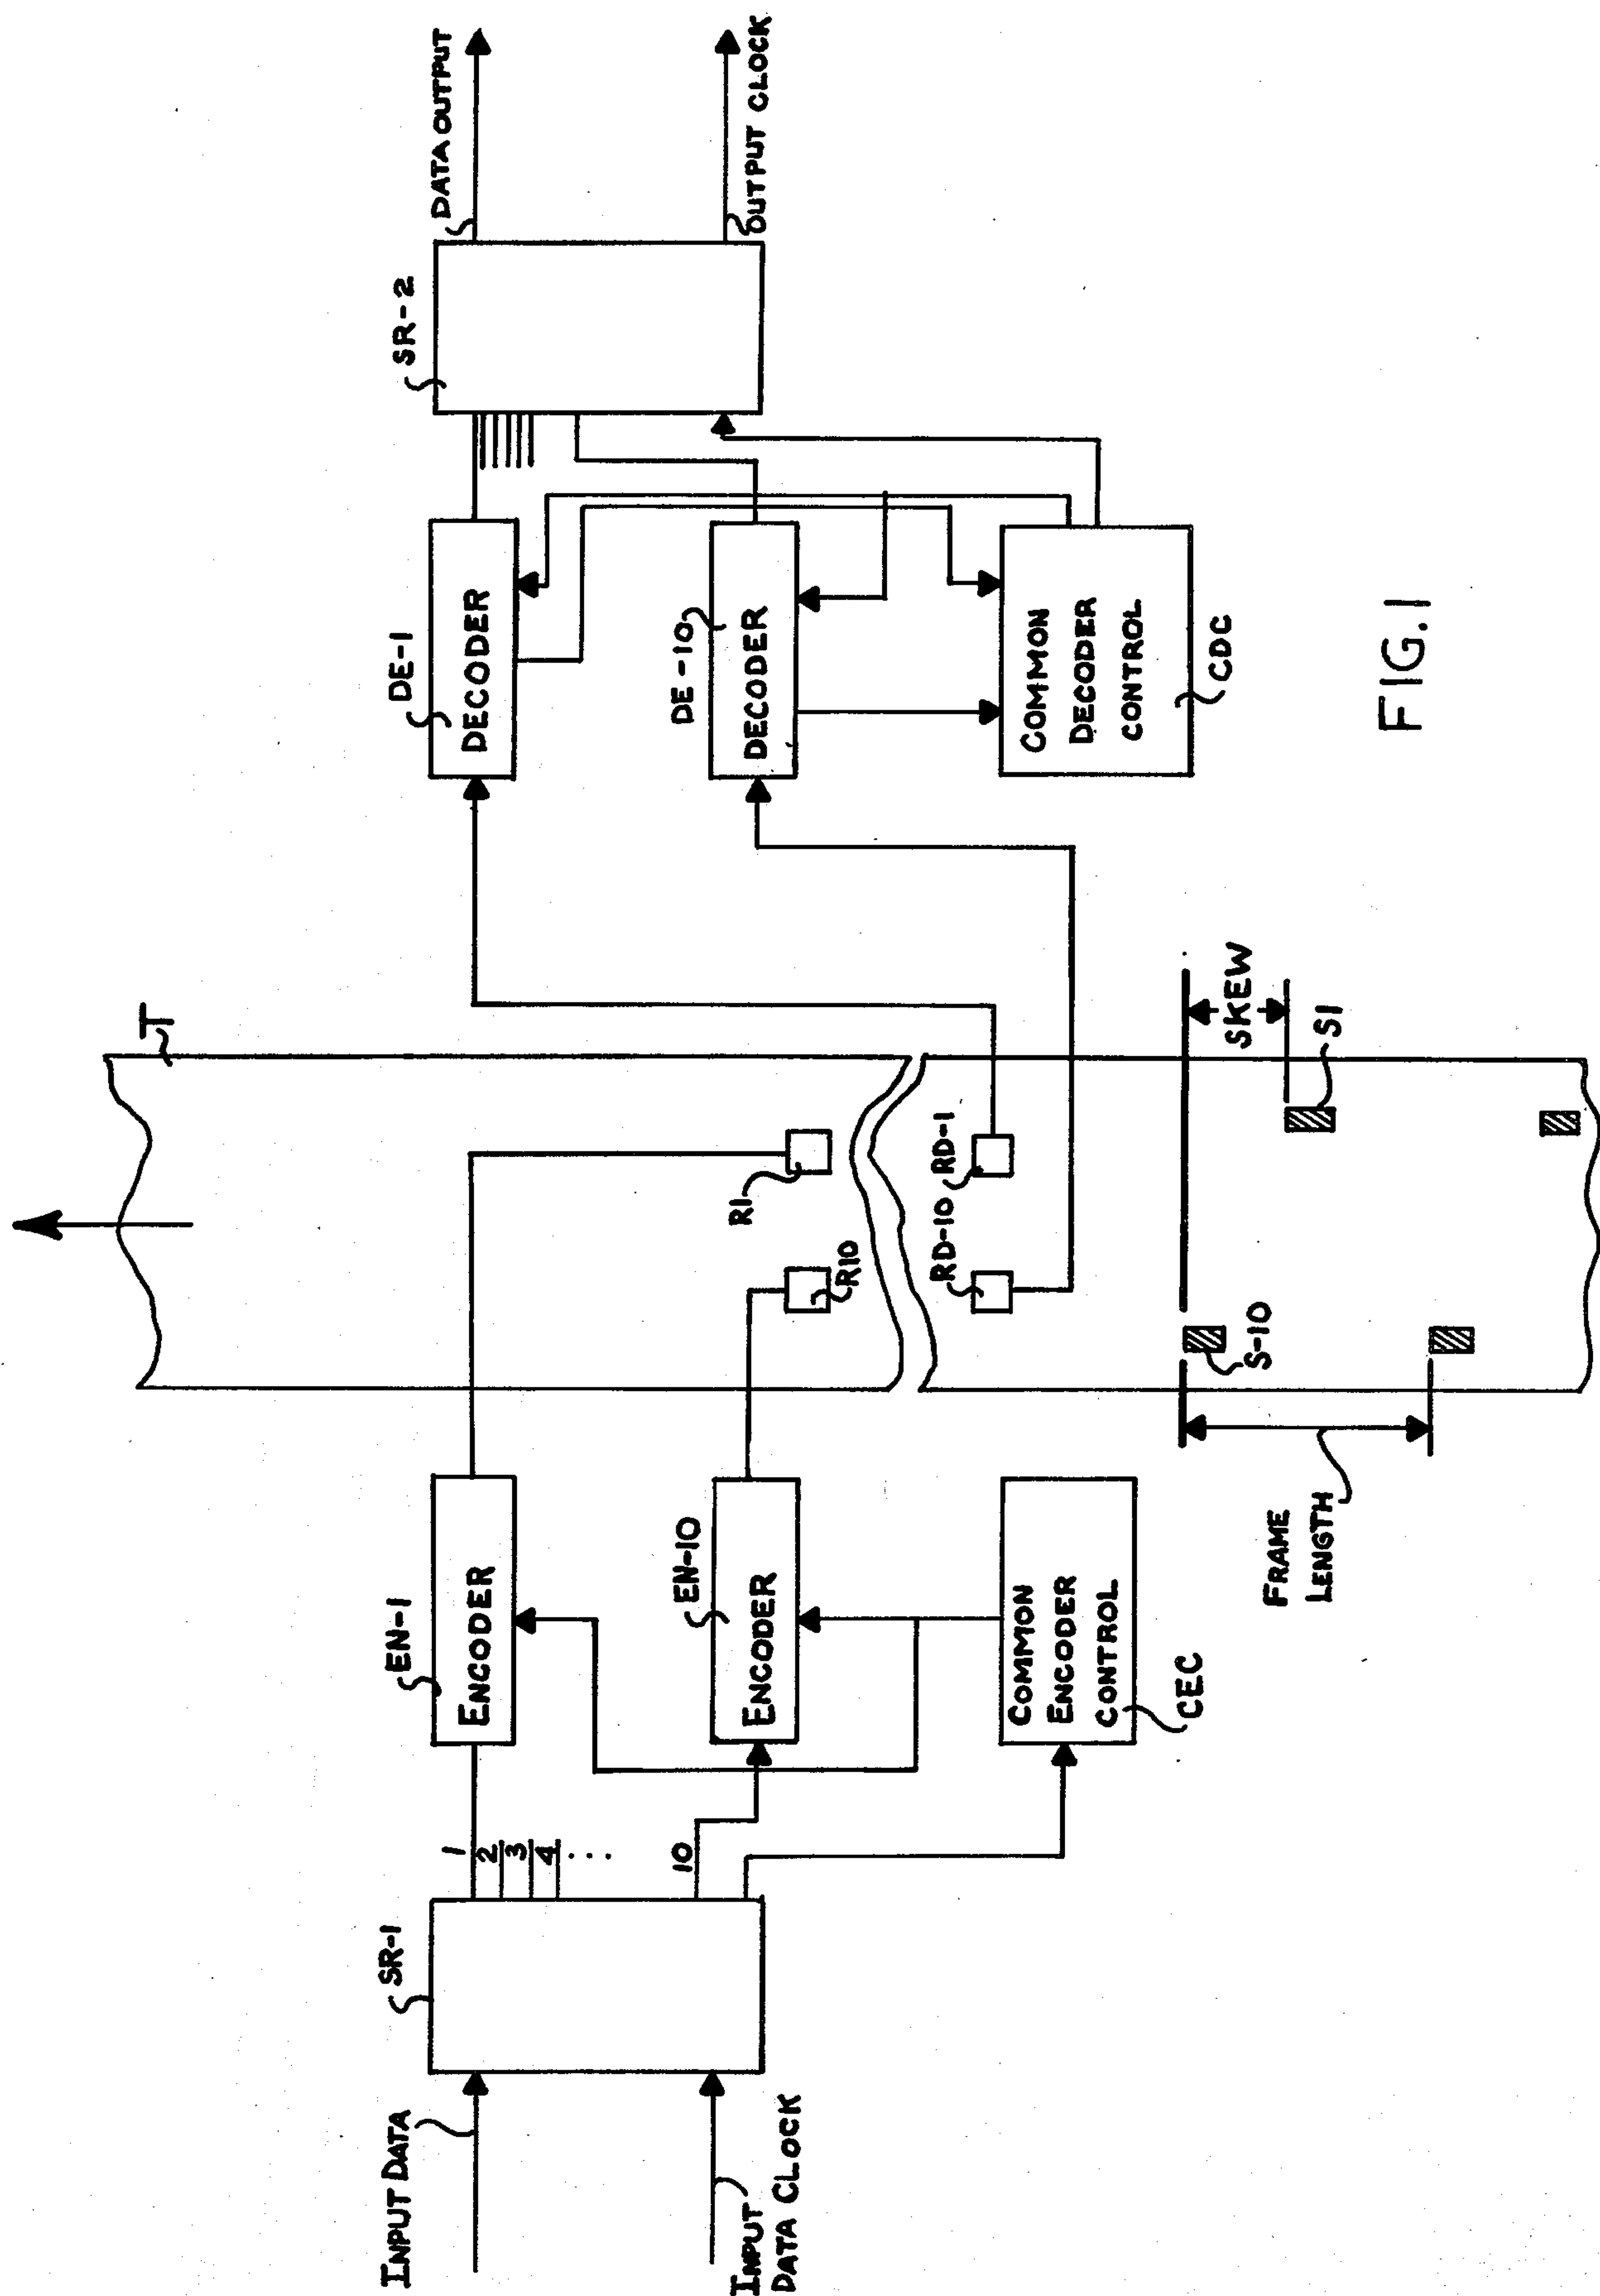 INPUT DATA
INPUT
DATA CLOCK
SR-1
1
2
3
4
...
10
EN-1
ENCODER
EN-10
ENCODER
COMMON
ENCODER
CONTROL
CEC
T
R1
R10
RD-10
RD-1
FRAME
LENGTH
S-10
S1
SKEW
DE-1
DECODER
DE-10
DECODER
COMMON
DECODER
CONTROL
CDC
SR-2
DATA OUTPUT
OUTPUT CLOCK
FIG.1